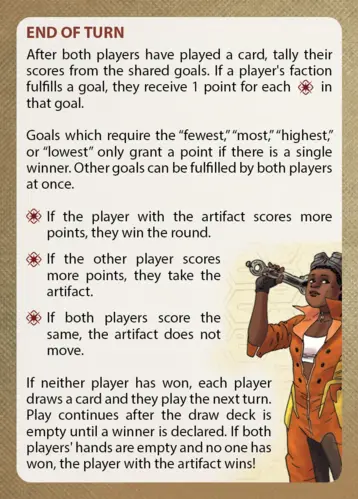 END OF TURN
After both players have played a card, tally their
scores from the shared goals. If a player's faction
fulfills a goal, they receive 1 point for each in
that goal.
Goals which require the “fewest,” “most,” “highest,”
or “lowest” only grant a point if there is a single
winner. Other goals can be fulfilled by both players
at once.
If the player with the artifact scores more
points, they win the round.
If the other player scores
more points, they take the
artifact.
If both players score the
same, the artifact does not
move.
If neither player has won, each player
draws a card and they play the next turn.
Play continues after the draw deck is
empty until a winner is declared. If both
players' hands are empty and no one has
won, the player with the artifact wins!